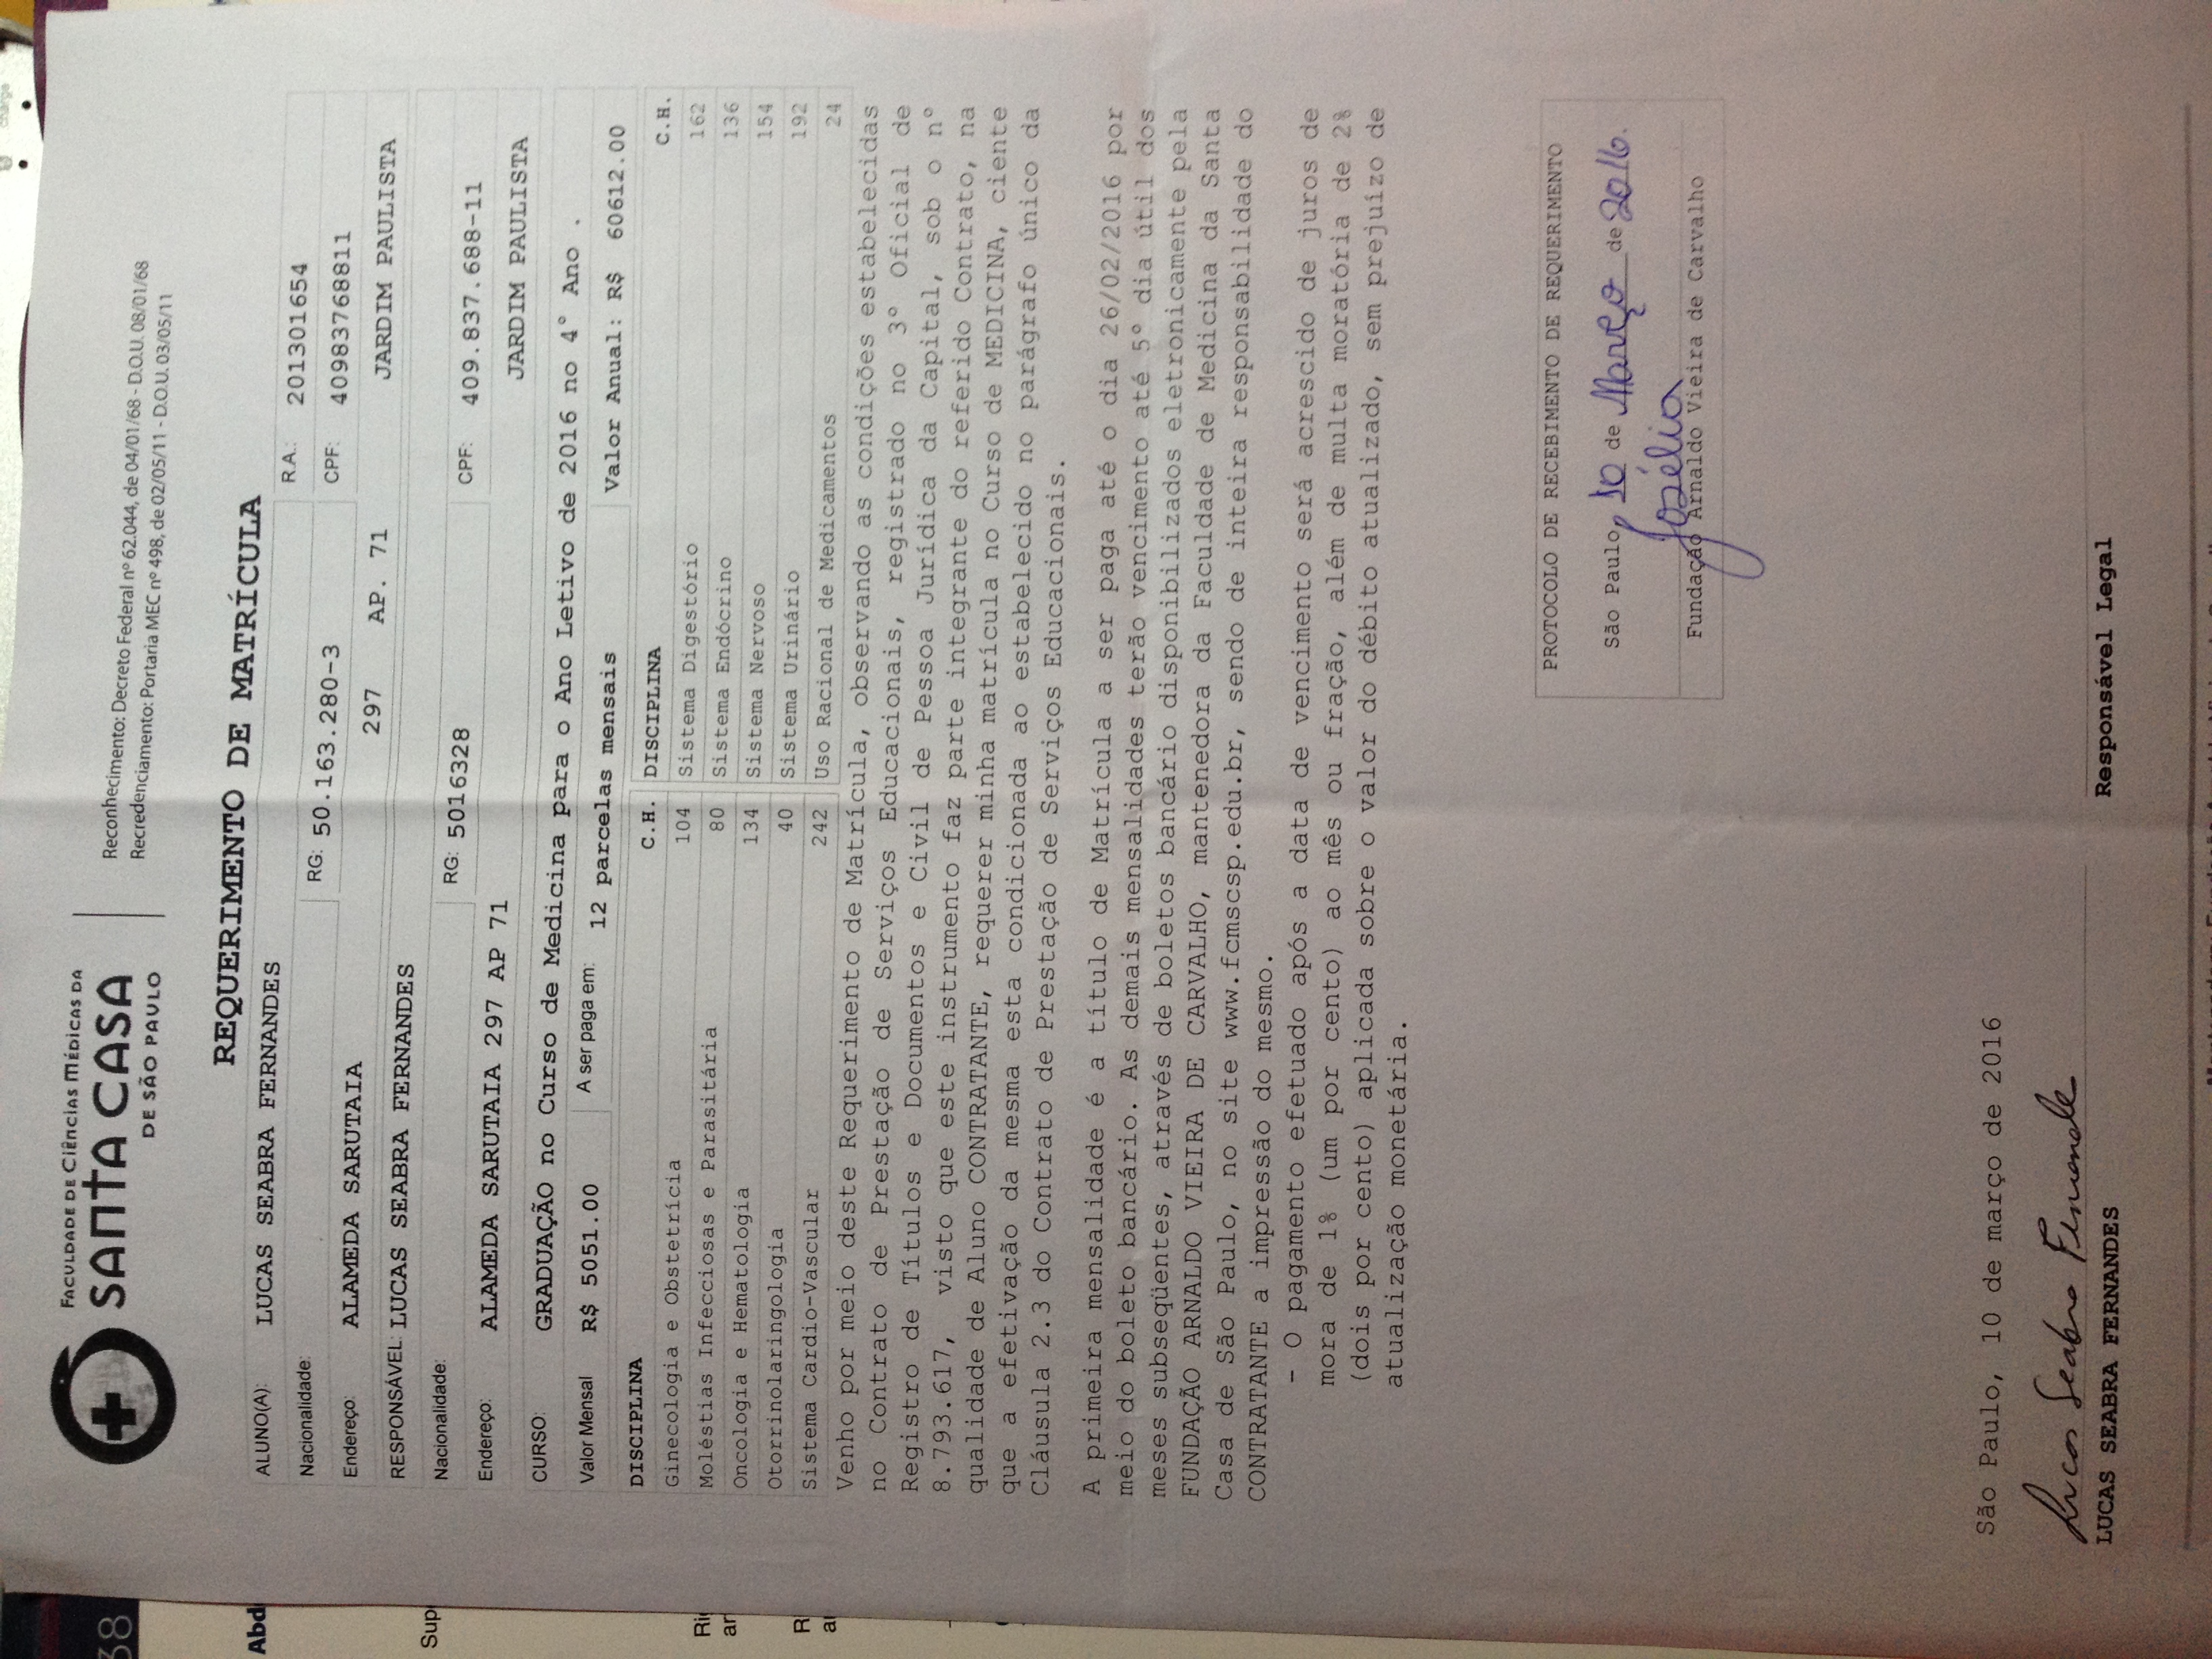 FACULDADE DE CIÊNCIAS MÉDICAS DA
SANTA CASA
DE SÃO PAULO
Reconhecimento: Decreto Federal nº 62.044, de 04/01/68 - D.O.U. 08/01/68
Recredenciamento: Portaria MEC nº 498, de 02/05/11 - D.O.U. 03/05/11
REQUERIMENTO DE MATRÍCULA
ALUNO(A): LUCAS SEABRA FERNANDES R.A.: 201301654
Nacionalidade: RG: 50.163.280-3 CPF: 40983768811
Endereço: ALAMEDA SARUTAIA 297 AP. 71 JARDIM PAULISTA
RESPONSÁVEL: LUCAS SEABRA FERNANDES
Nacionalidade: RG: 5016328 CPF: 409.837.688-11
Endereço: ALAMEDA SARUTAIA 297 AP 71 JARDIM PAULISTA
CURSO: GRADUAÇÃO no Curso de Medicina para o Ano Letivo de 2016 no 4° Ano .
Valor Mensal R$ 5051.00 A ser paga em: 12 parcelas mensais Valor Anual: R$ 60612.00
DISCIPLINA C.H. DISCIPLINA C.H.
Ginecologia e Obstetrícia 104 Sistema Digestório 162
Moléstias Infecciosas e Parasitária 80 Sistema Endócrino 136
Oncologia e Hematologia 134 Sistema Nervoso 154
Otorrinolaringologia 40 Sistema Urinário 192
Sistema Cardio-Vascular 242 Uso Racional de Medicamentos 24
Venho por meio deste Requerimento de Matrícula, observando as condições estabelecidas
no Contrato de Prestação de Serviços Educacionais, registrado no 3º Oficial de
Registro de Títulos e Documentos e Civil de Pessoa Jurídica da Capital, sob o nº
8.793.617, visto que este instrumento faz parte integrante do referido Contrato, na
qualidade de Aluno CONTRATANTE, requerer minha matrícula no Curso de MEDICINA, ciente
que a efetivação da mesma esta condicionada ao estabelecido no parágrafo único da
Cláusula 2.3 do Contrato de Prestação de Serviços Educacionais.
A primeira mensalidade é a título de Matrícula a ser paga até o dia 26/02/2016 por
meio do boleto bancário. As demais mensalidades terão vencimento até 5° dia útil dos
meses subseqüentes, através de boletos bancário disponibilizados eletronicamente pela
FUNDAÇÃO ARNALDO VIEIRA DE CARVALHO, mantenedora da Faculdade de Medicina da Santa
Casa de São Paulo, no site www.fcmscsp.edu.br, sendo de inteira responsabilidade do
CONTRATANTE a impressão do mesmo.
- O pagamento efetuado após a data de vencimento será acrescido de juros de
mora de 1% (um por cento) ao mês ou fração, além de multa moratória de 2%
(dois por cento) aplicada sobre o valor do débito atualizado, sem prejuízo de
atualização monetária.
PROTOCOLO DE RECEBIMENTO DE REQUERIMENTO
São Paulo, 10 de Março de 2016.
Josélia
Fundação Arnaldo Vieira de Carvalho
São Paulo, 10 de março de 2016
Lucas Seabra Fernandes
LUCAS SEABRA FERNANDES Responsável Legal
38
Abd
Sup